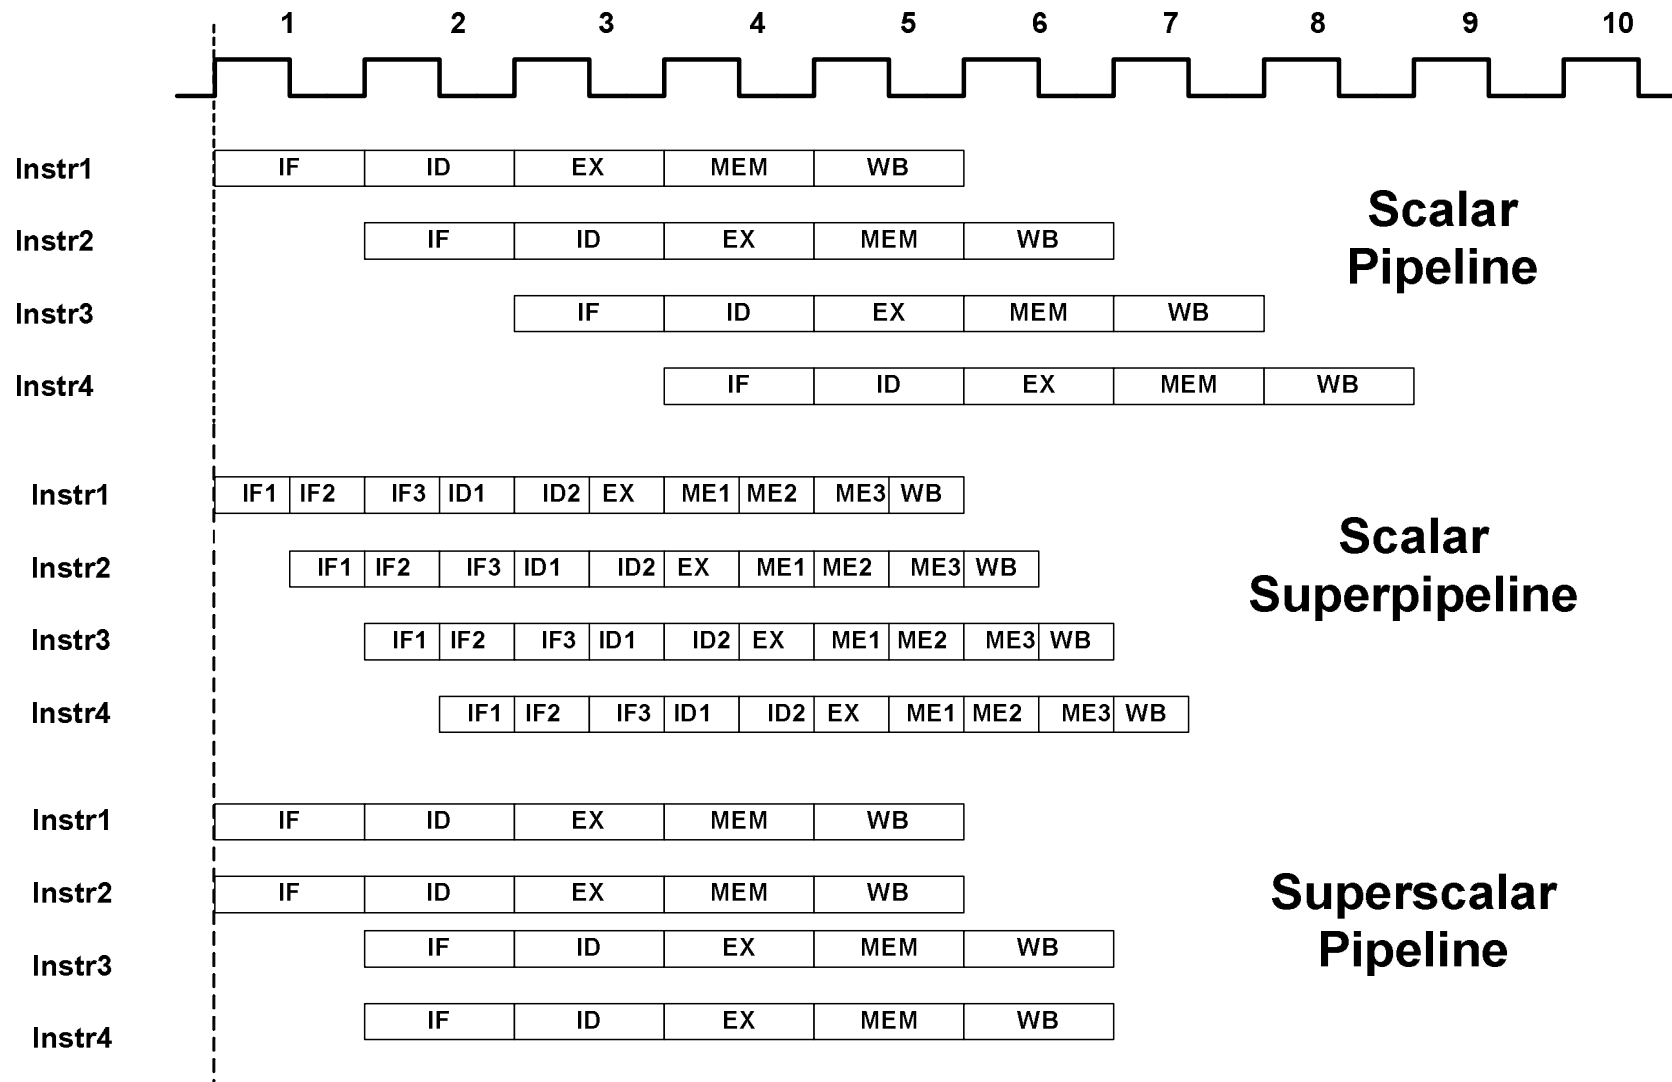 1 2 3 4 5 6 7 8 9 10
Instr1 IF ID EX MEM WB
Instr2 IF ID EX MEM WB
Instr3 IF ID EX MEM WB
Instr4 IF ID EX MEM WB
Scalar
Pipeline
Instr1 IF1 IF2 IF3 ID1 ID2 EX ME1 ME2 ME3 WB
Instr2 IF1 IF2 IF3 ID1 ID2 EX ME1 ME2 ME3 WB
Instr3 IF1 IF2 IF3 ID1 ID2 EX ME1 ME2 ME3 WB
Instr4 IF1 IF2 IF3 ID1 ID2 EX ME1 ME2 ME3 WB
Scalar
Superpipeline
Instr1 IF ID EX MEM WB
Instr2 IF ID EX MEM WB
Instr3 IF ID EX MEM WB
Instr4 IF ID EX MEM WB
Superscalar
Pipeline